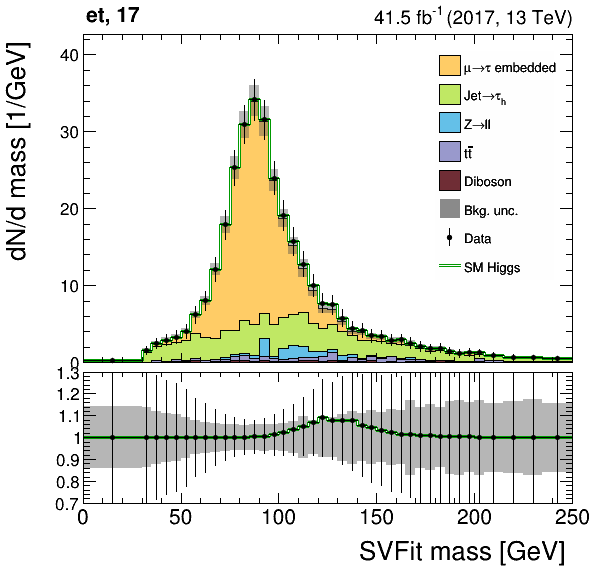 et, 17
41.5 fb⁻¹ (2017, 13 TeV)
dN/d mass [1/GeV]
40
30
20
10
0
μ→τ embedded
Jet→τₕ
Z→ll
tt̄
Diboson
Bkg. unc.
Data
SM Higgs
1.3
1.2
1.1
1
0.9
0.8
0.7
0 50 100 150 200 250
SVFit mass [GeV]